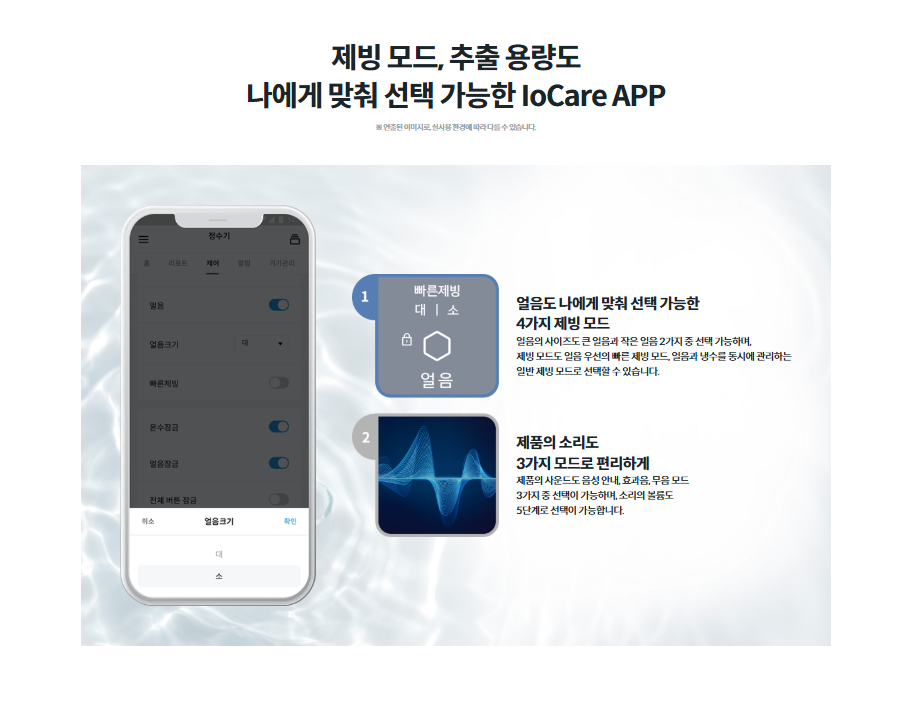 제빙 모드, 추출 용량도
나에게 맞춰 선택 가능한 IoCare APP
※ 연출된 이미지로, 실사용 환경에 따라 다를 수 있습니다.
정수기
홈 리포트 제어 알람 기기관리
얼음
얼음크기 대
빠른제빙
온수잠금
얼음잠금
전체 버튼 잠금
취소 얼음크기 확인
대
소
1
빠른제빙
대 | 소
얼음
얼음도 나에게 맞춰 선택 가능한
4가지 제빙 모드
얼음의 사이즈도 큰 얼음과 작은 얼음 2가지 중 선택 가능하며,
제빙 모드도 얼음 우선의 빠른 제빙 모드, 얼음과 냉수를 동시에 관리하는
일반 제빙 모드로 선택할 수 있습니다.
2
제품의 소리도
3가지 모드로 편리하게
제품의 사운드도 음성 안내, 효과음, 무음 모드
3가지 중 선택이 가능하며, 소리의 볼륨도
5단계로 선택이 가능합니다.